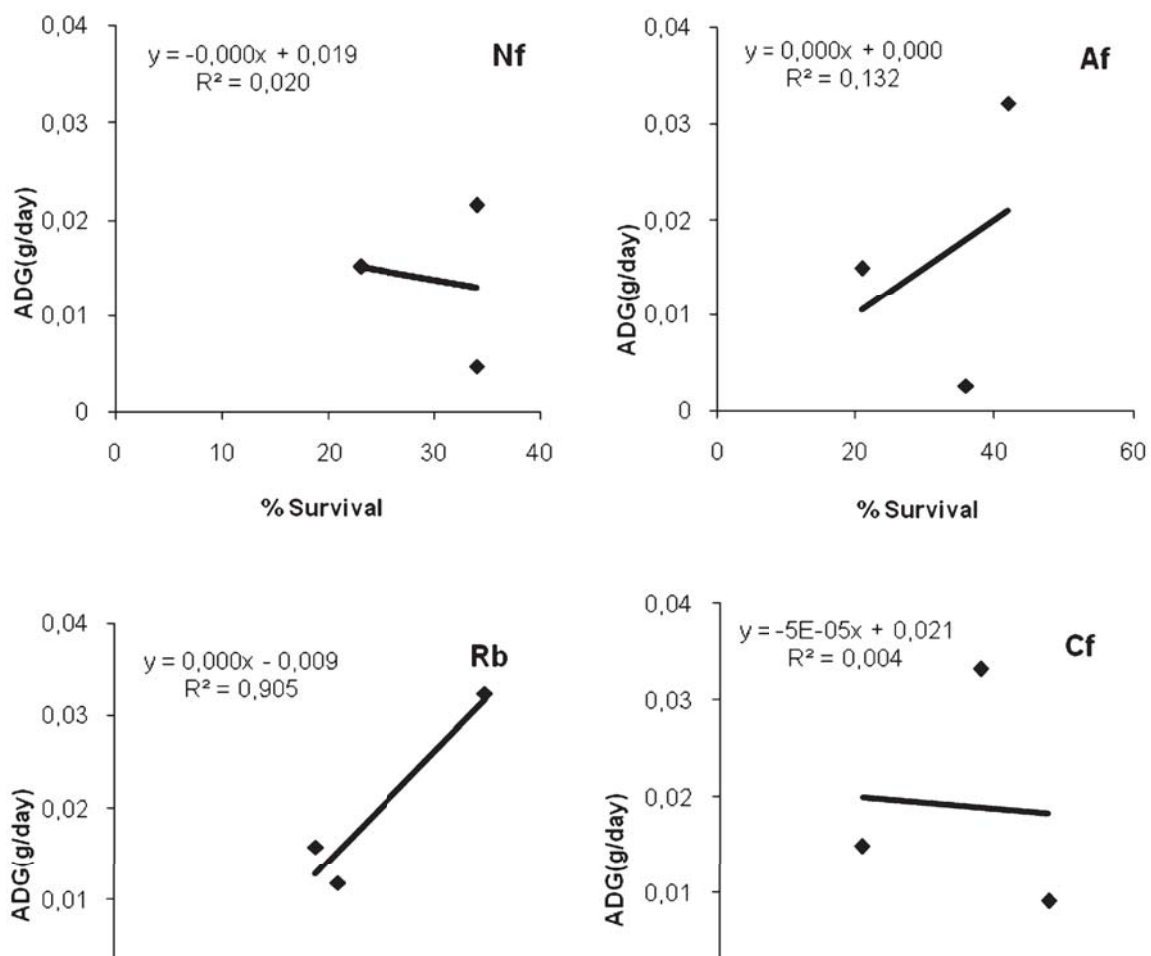 0,04
y = -0,000x + 0,019
R² = 0,020
Nf
0,03
0,02
0,01
0
ADG(g/day)
0 10 20 30 40
% Survival
0,04
y = 0,000x + 0,000
R² = 0,132
Af
0,03
0,02
0,01
0
ADG(g/day)
0 20 40 60
% Survival
0,04
y = 0,000x - 0,009
R² = 0,905
Rb
0,03
0,02
0,01
ADG(g/day)
0,04
y = -5E-05x + 0,021
R² = 0,004
Cf
0,03
0,02
0,01
ADG(g/day)